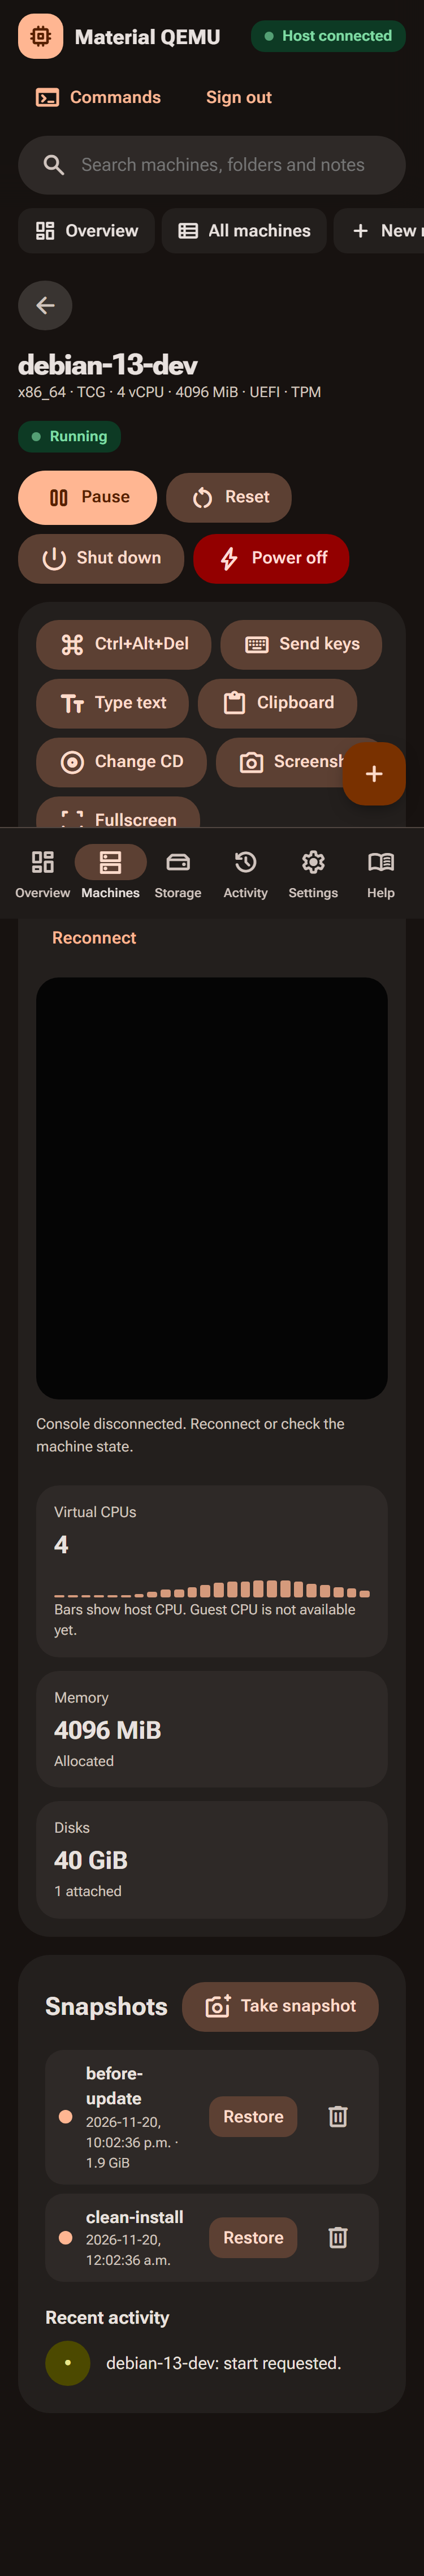 Material QEMU
Host connected
Commands
Sign out
Search machines, folders and notes
Overview
All machines
New
debian-13-dev
x86_64 · TCG · 4 vCPU · 4096 MiB · UEFI · TPM
Running
Pause
Reset
Shut down
Power off
Ctrl+Alt+Del
Send keys
Type text
Clipboard
Change CD
Screensh
Fullscreen
Overview
Machines
Storage
Activity
Settings
Help
Reconnect
Console disconnected. Reconnect or check the
machine state.
Virtual CPUs
4
Bars show host CPU. Guest CPU is not available
yet.
Memory
4096 MiB
Allocated
Disks
40 GiB
1 attached
Snapshots
Take snapshot
before-
update
2026-11-20,
10:02:36 p.m. ·
1.9 GiB
Restore
clean-install
2026-11-20,
12:02:36 a.m.
Restore
Recent activity
debian-13-dev: start requested.